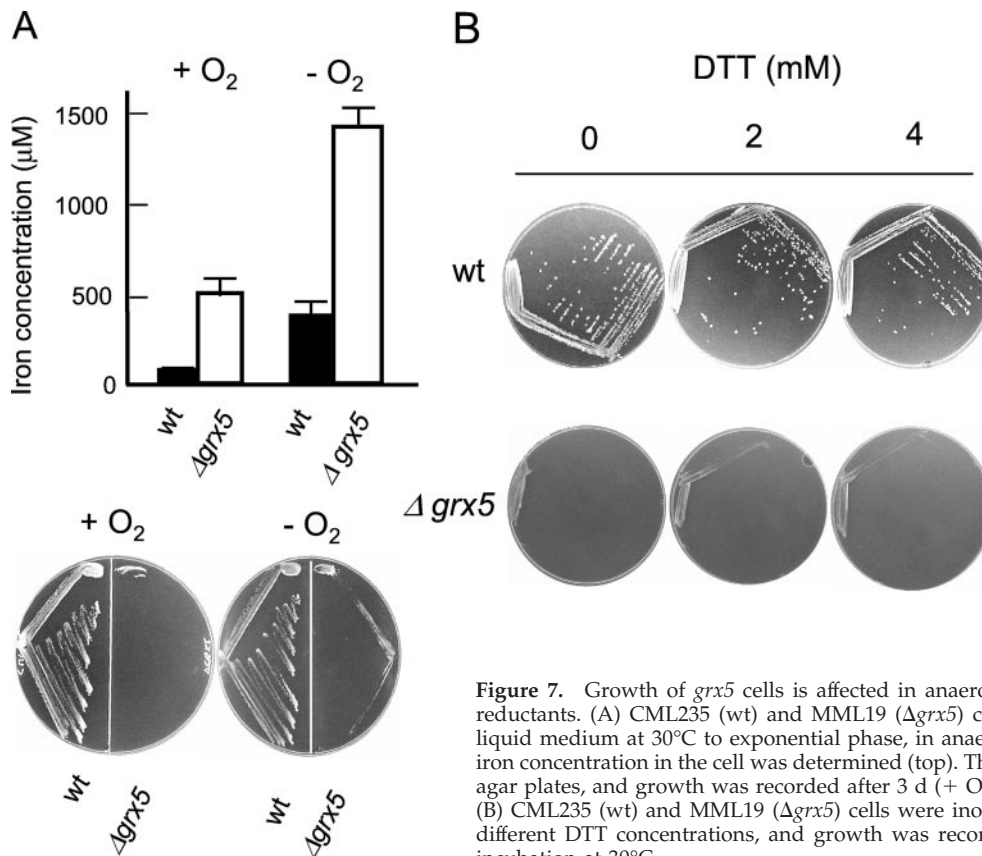 A
+ O2
- O2
Iron concentration (μM)
1500
1000
500
0
wt
Δgrx5
wt
Δgrx5
+ O2
- O2
wt
Δgrx5
wt
Δgrx5
B
DTT (mM)
0
2
4
wt
Δ grx5
Figure 7. Growth of grx5 cells is affected in anaero
reductants. (A) CML235 (wt) and MML19 (Δgrx5) c
liquid medium at 30°C to exponential phase, in anae
iron concentration in the cell was determined (top). Th
agar plates, and growth was recorded after 3 d (+ O
(B) CML235 (wt) and MML19 (Δgrx5) cells were ino
different DTT concentrations, and growth was recor
incubation at 30°C